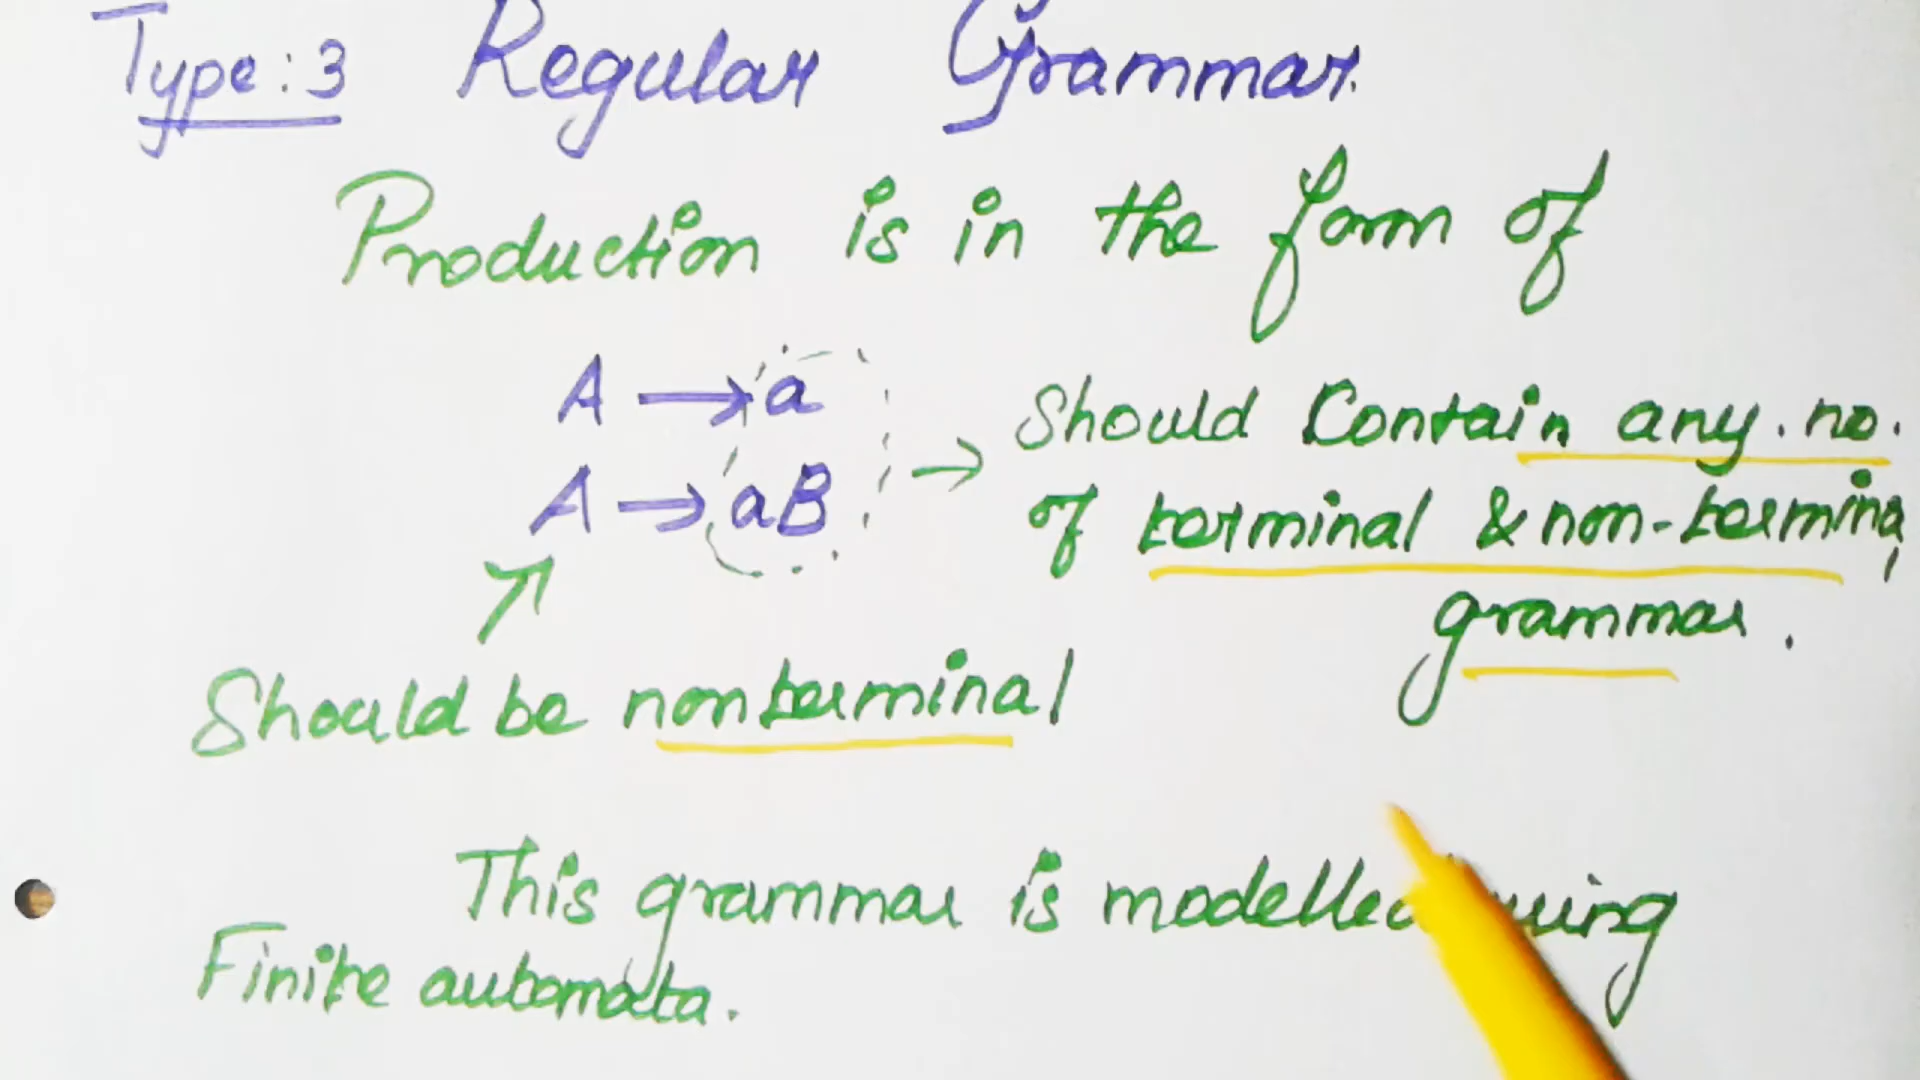 Type: 3 Regular Grammar.
Production is in the form of
A → a
A → aB
→ Should Contain any. no.
of terminal & non-termina
grammar.
Should be nonterminal
This grammar is modelled using
Finite automata.